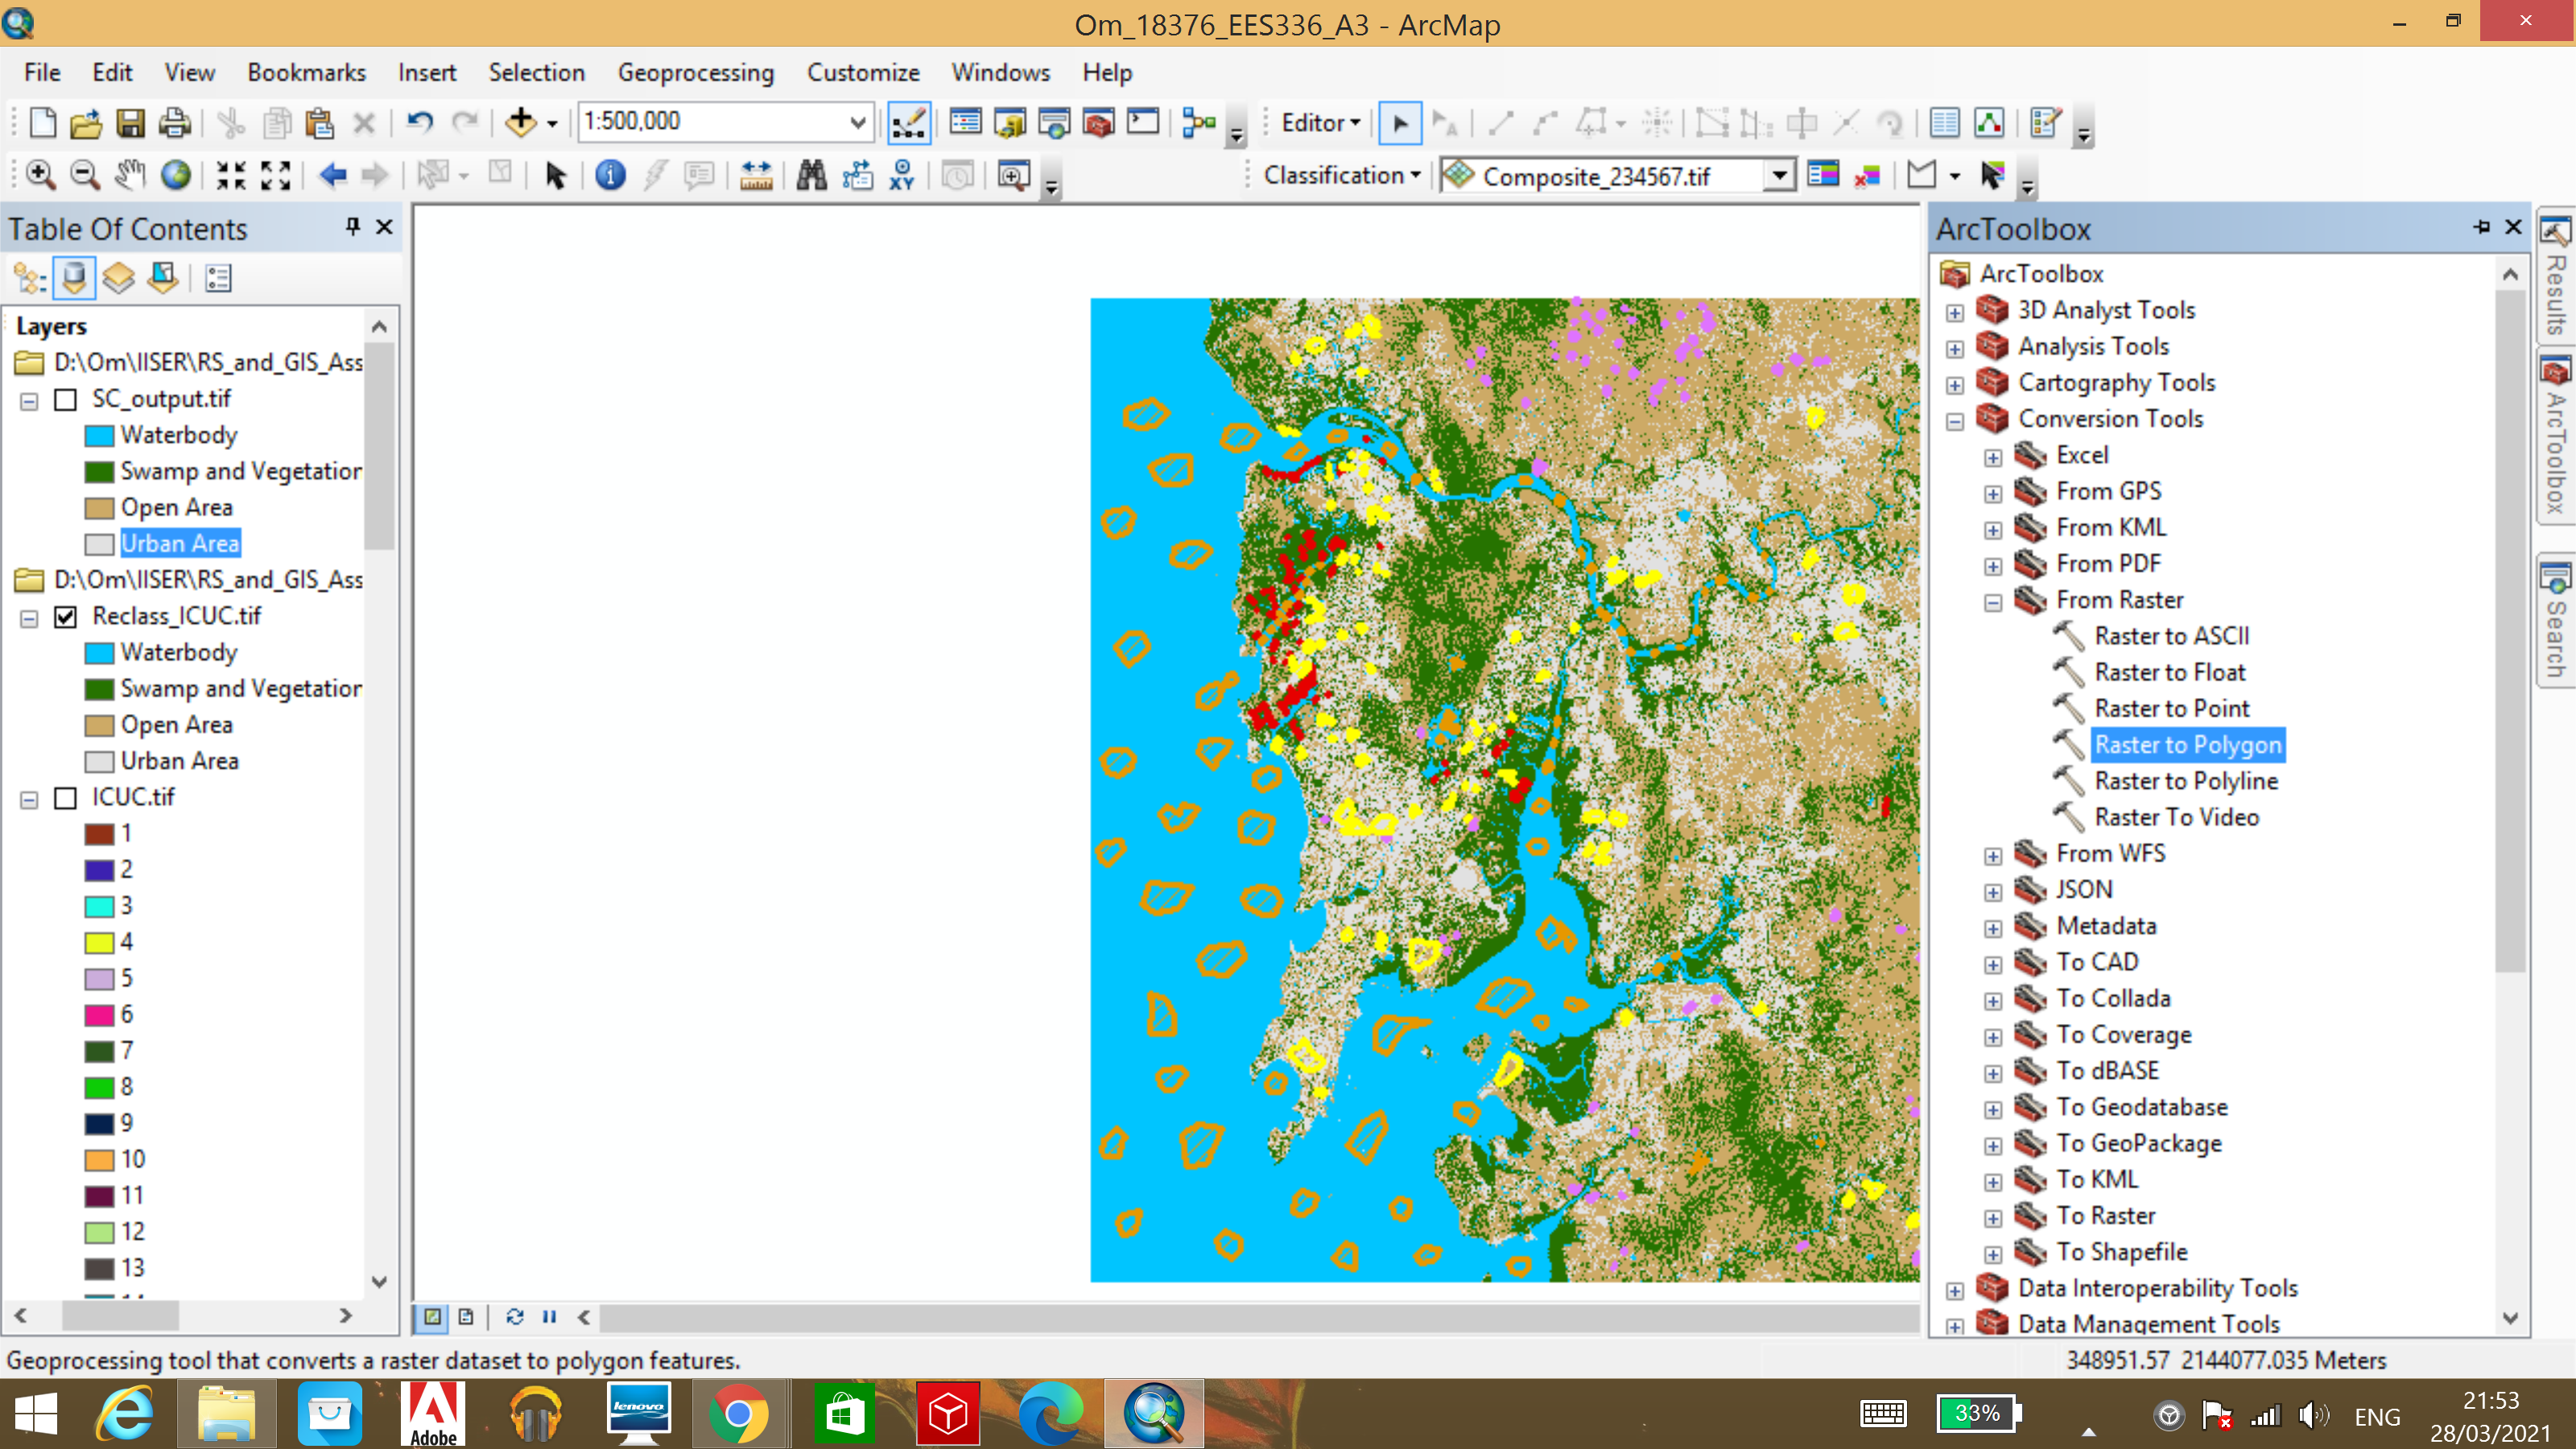 Om_18376_EES336_A3 - ArcMap
File Edit View Bookmarks Insert Selection Geoprocessing Customize Windows Help
1:500,000
Editor
Classification
Composite_234567.tif
Table Of Contents
Layers
D:\Om\IISER\RS_and_GIS_Ass
SC_output.tif
Waterbody
Swamp and Vegetation
Open Area
Urban Area
D:\Om\IISER\RS_and_GIS_Ass
Reclass_ICUC.tif
Waterbody
Swamp and Vegetation
Open Area
Urban Area
ICUC.tif
1
2
3
4
5
6
7
8
9
10
11
12
13
ArcToolbox
ArcToolbox
3D Analyst Tools
Analysis Tools
Cartography Tools
Conversion Tools
Excel
From GPS
From KML
From PDF
From Raster
Raster to ASCII
Raster to Float
Raster to Point
Raster to Polygon
Raster to Polyline
Raster To Video
From WFS
JSON
Metadata
To CAD
To Collada
To Coverage
To dBASE
To Geodatabase
To GeoPackage
To KML
To Raster
To Shapefile
Data Interoperability Tools
Data Management Tools
Results
ArcToolbox
Search
Geoprocessing tool that converts a raster dataset to polygon features.
348951.57 2144077.035 Meters
Adobe
lenovo
33%
ENG
21:53
28/03/2021